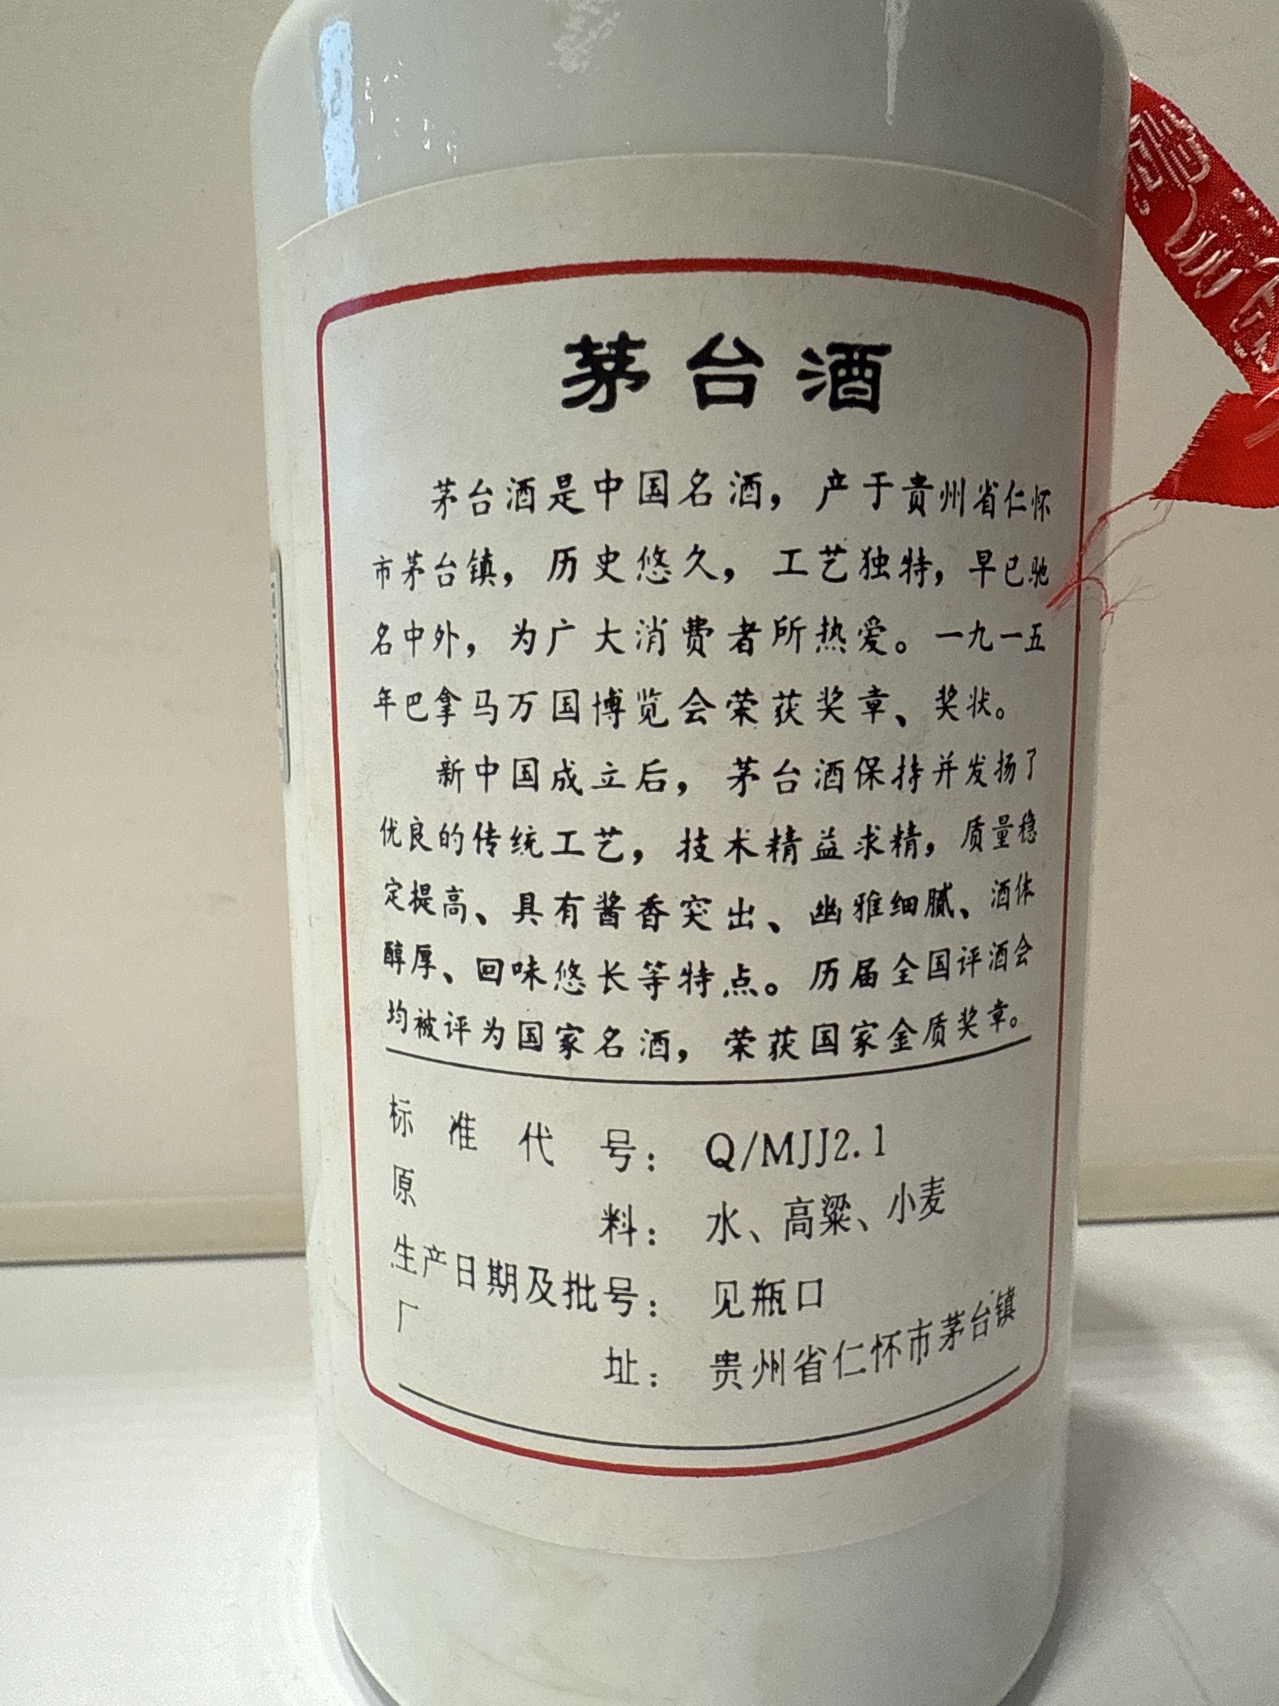 茅台酒
茅台酒是中国名酒，产于贵州省仁怀
市茅台镇，历史悠久，工艺独特，早已驰
名中外，为广大消费者所热爱。一九一五
年巴拿马万国博览会荣获奖章、奖状。
新中国成立后，茅台酒保持并发扬了
优良的传统工艺，技术精益求精，质量稳
定提高、具有酱香突出、幽雅细腻、酒体
醇厚、回味悠长等特点。历届全国评酒会
均被评为国家名酒，荣获国家金质奖章。
标准代号：Q/MJJ2.1
原料：水、高粱、小麦
生产日期及批号：见瓶口
厂址：贵州省仁怀市茅台镇
贵州